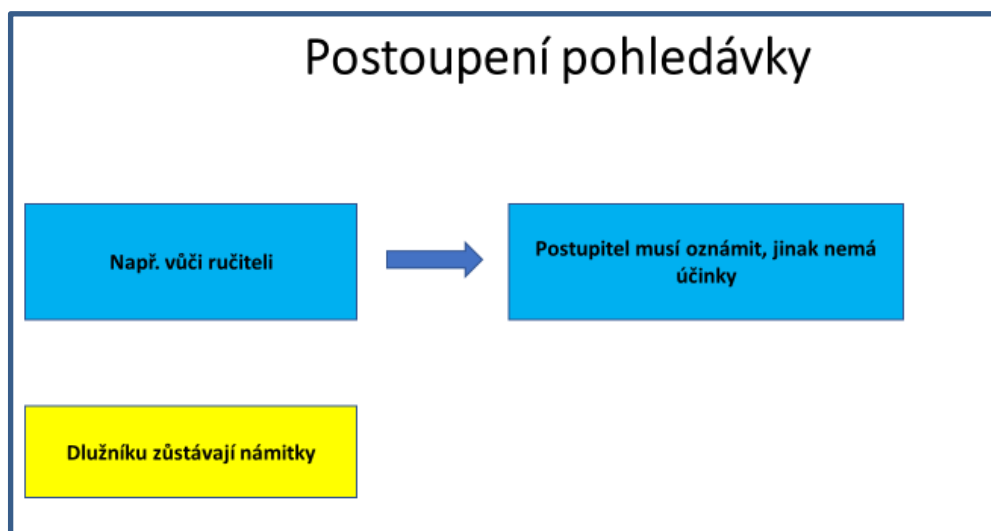 Postoupení pohledávky
Např. vůči ručiteli
Postupitel musí oznámit, jinak nemá
účinky
Dlužníku zůstávají námitky